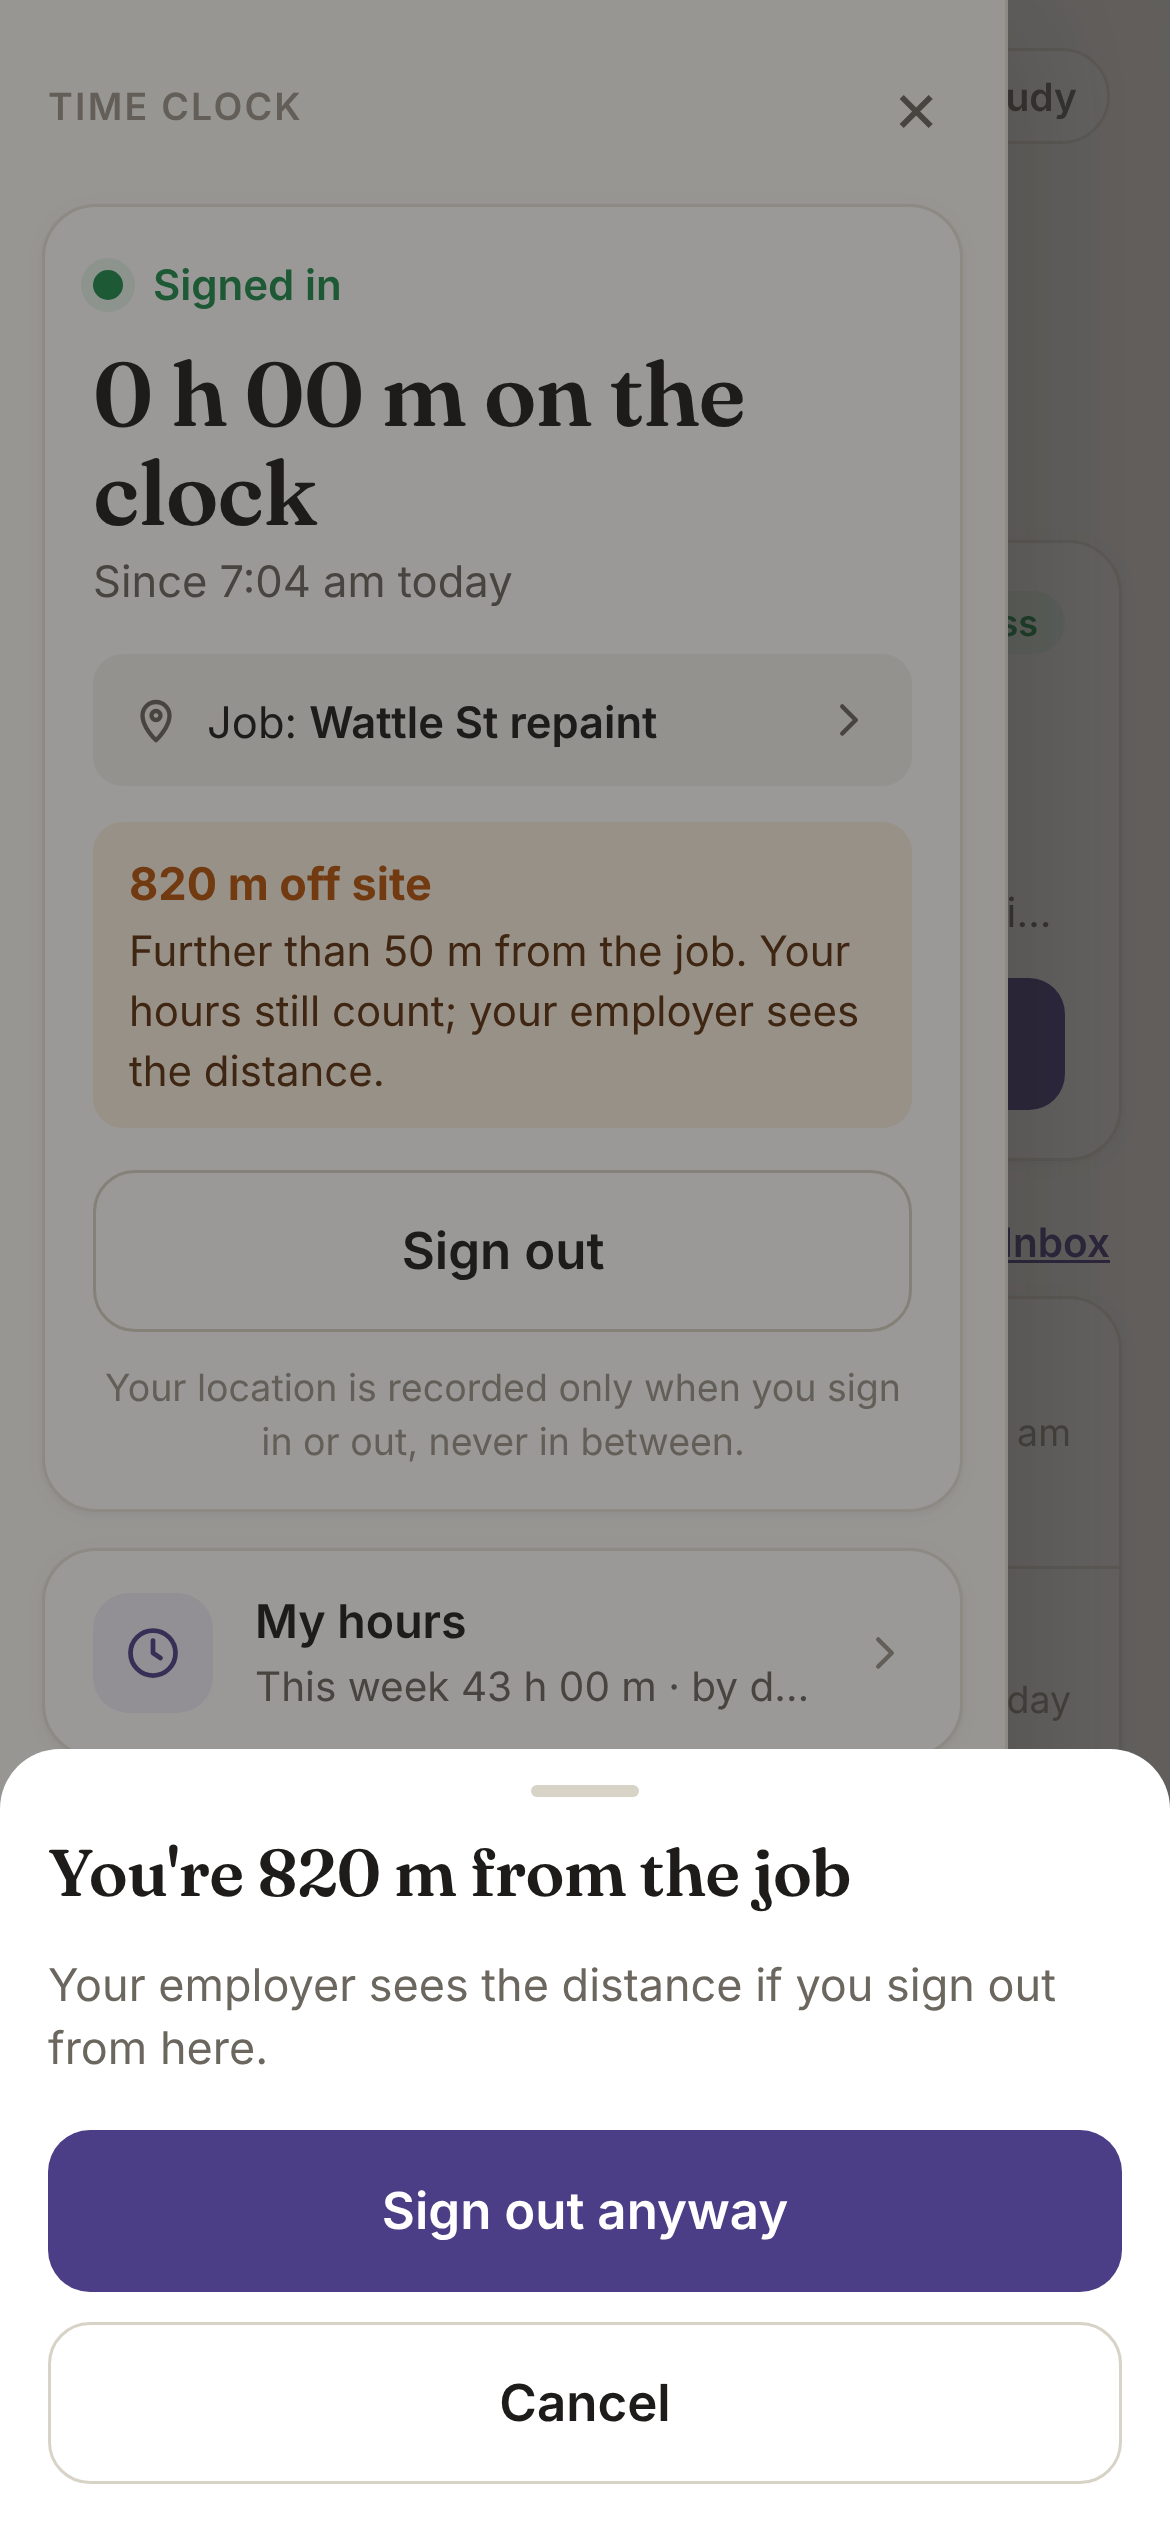 TIME CLOCK
udy
Signed in
0 h 00 m on the
clock
Since 7:04 am today
ss
Job: Wattle St repaint
820 m off site
Further than 50 m from the job. Your
hours still count; your employer sees
the distance.
i...
Sign out
Inbox
Your location is recorded only when you sign
in or out, never in between.
am
My hours
This week 43 h 00 m · by d...
day
You're 820 m from the job
Your employer sees the distance if you sign out
from here.
Sign out anyway
Cancel